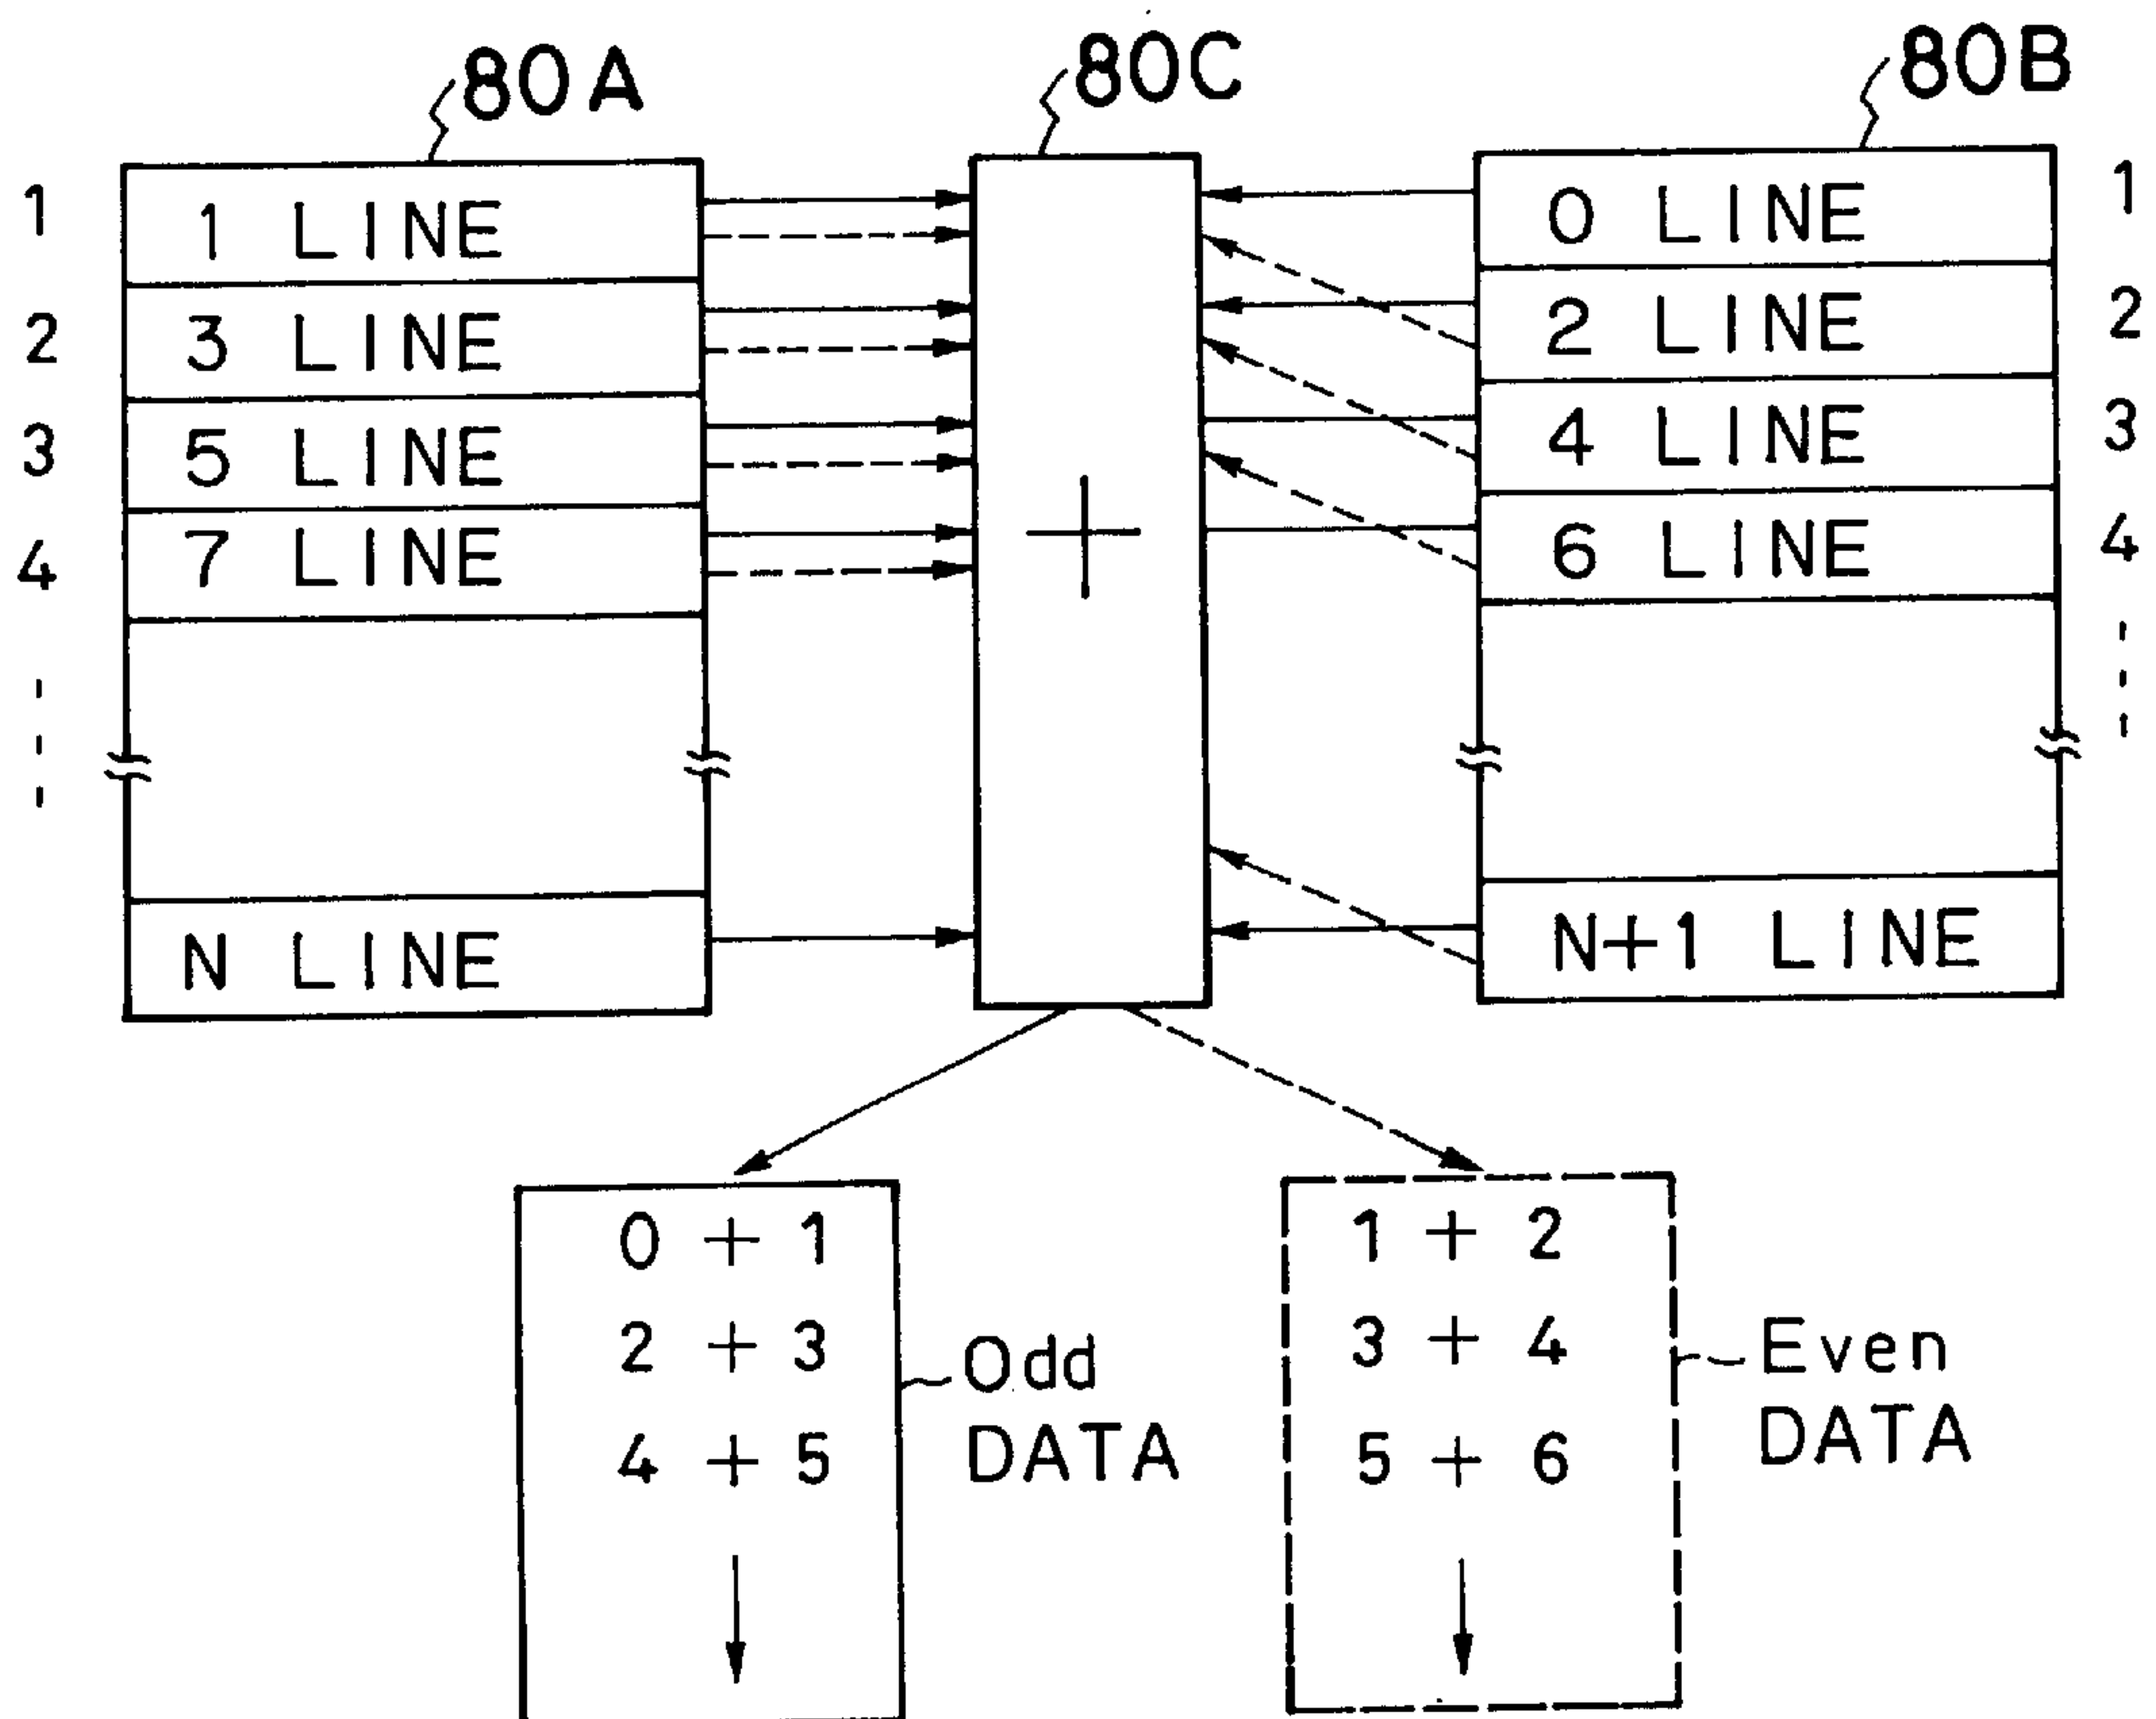 80A 80C 80B
1 1 LINE 0 LINE 1
2 3 LINE 2 LINE 2
3 5 LINE 4 LINE 3
4 7 LINE 6 LINE 4
+
N LINE N+1 LINE
0 + 1 1 + 2
2 + 3 3 + 4
Odd Even
DATA DATA
4 + 5 5 + 6